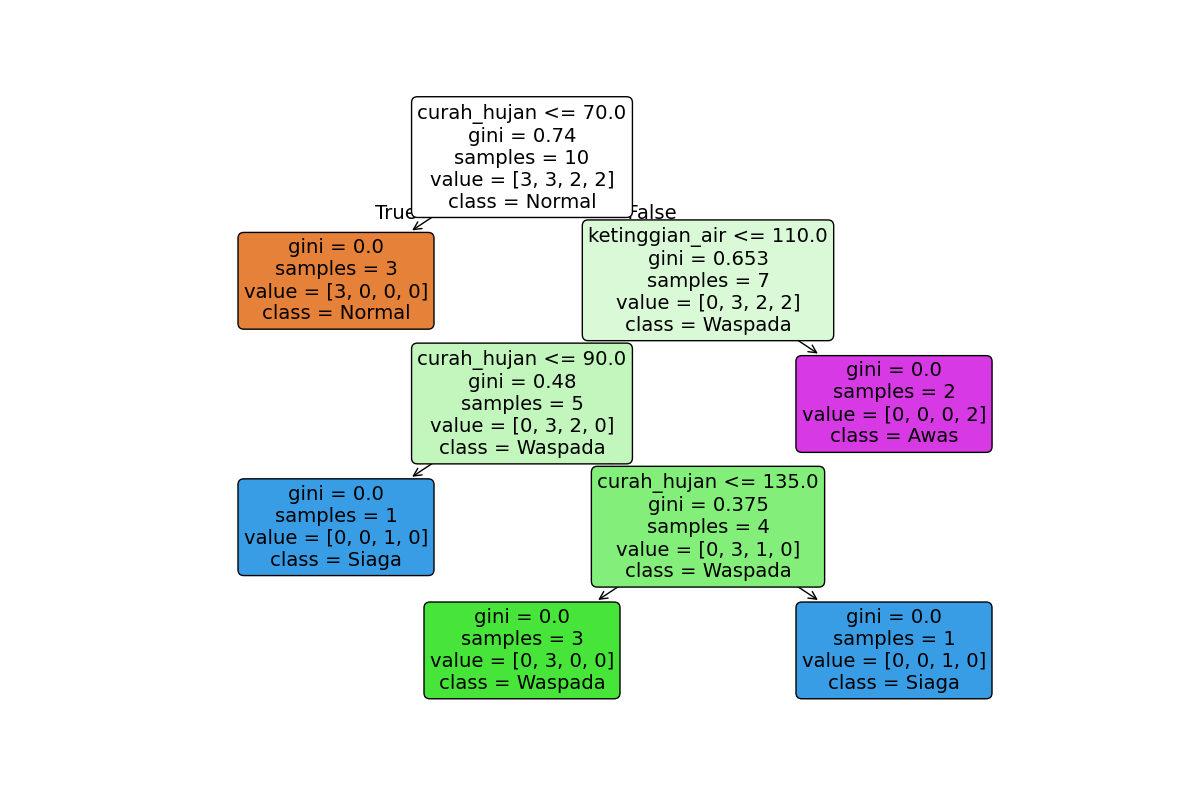 curah_hujan <= 70.0
gini = 0.74
samples = 10
value = [3, 3, 2, 2]
class = Normal
True
False
gini = 0.0
samples = 3
value = [3, 0, 0, 0]
class = Normal
ketinggian_air <= 110.0
gini = 0.653
samples = 7
value = [0, 3, 2, 2]
class = Waspada
curah_hujan <= 90.0
gini = 0.48
samples = 5
value = [0, 3, 2, 0]
class = Waspada
gini = 0.0
samples = 2
value = [0, 0, 0, 2]
class = Awas
gini = 0.0
samples = 1
value = [0, 0, 1, 0]
class = Siaga
curah_hujan <= 135.0
gini = 0.375
samples = 4
value = [0, 3, 1, 0]
class = Waspada
gini = 0.0
samples = 3
value = [0, 3, 0, 0]
class = Waspada
gini = 0.0
samples = 1
value = [0, 0, 1, 0]
class = Siaga